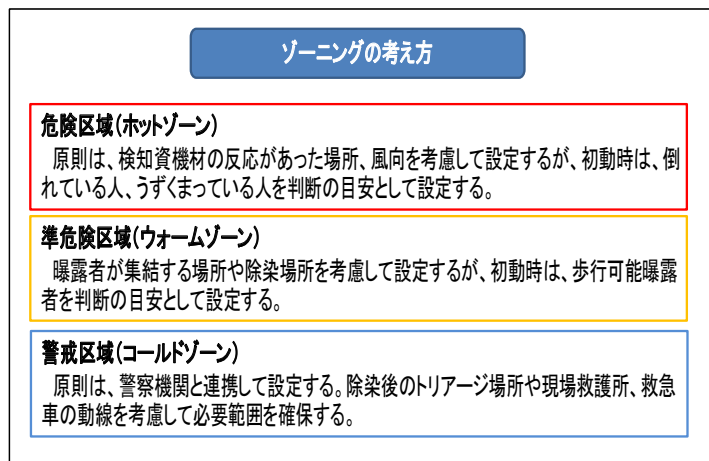 ゾーニングの考え方
危険区域(ホットゾーン)
原則は、検知資機材の反応があった場所、風向を考慮して設定するが、初動時は、倒
れている人、うずくまっている人を判断の目安として設定する。
準危険区域(ウォームゾーン)
曝露者が集結する場所や除染場所を考慮して設定するが、初動時は、歩行可能曝露
者を判断の目安として設定する。
警戒区域(コールドゾーン)
原則は、警察機関と連携して設定する。除染後のトリアージ場所や現場救護所、救急
車の動線を考慮して必要範囲を確保する。